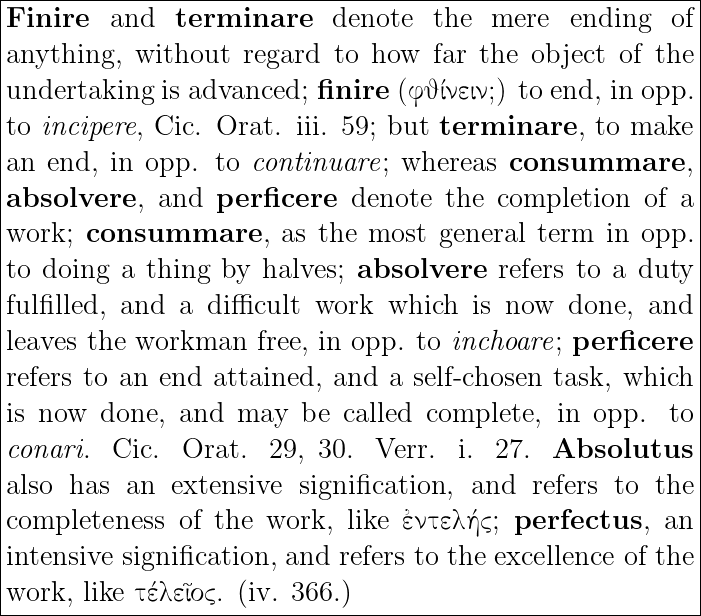 Finire and terminare denote the mere ending of
anything, without regard to how far the object of the
undertaking is advanced; finire (φθίνειν;) to end, in opp.
to incipere, Cic. Orat. iii. 59; but terminare, to make
an end, in opp. to continuare; whereas consummare,
absolvere, and perficere denote the completion of a
work; consummare, as the most general term in opp.
to doing a thing by halves; absolvere refers to a duty
fulfilled, and a difficult work which is now done, and
leaves the workman free, in opp. to inchoare; perficere
refers to an end attained, and a self-chosen task, which
is now done, and may be called complete, in opp. to
conari. Cic. Orat. 29, 30. Verr. i. 27. Absolutus
also has an extensive signification, and refers to the
completeness of the work, like ἐντελής; perfectus, an
intensive signification, and refers to the excellence of the
work, like τέλεῖος. (iv. 366.)